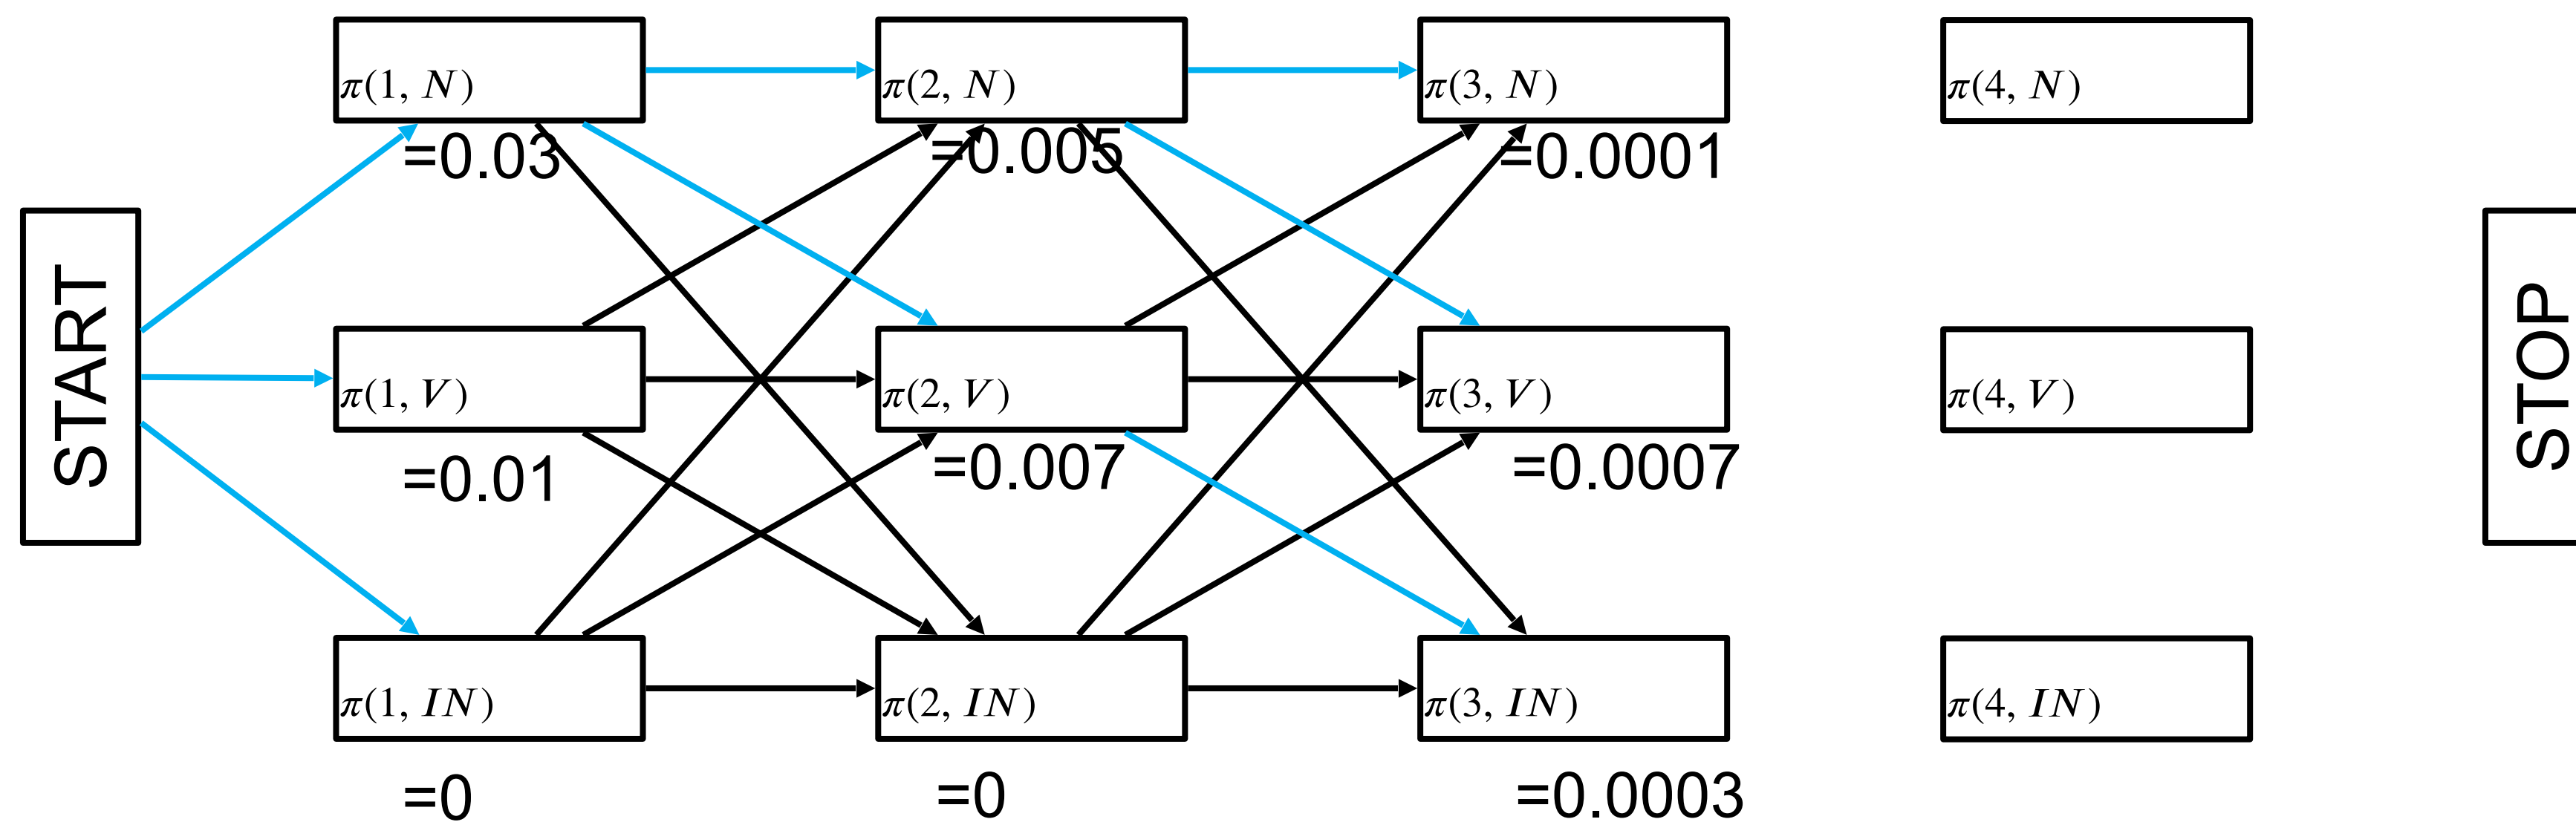 START
π(1, N)
=0.03
π(2, N)
=0.005
π(3, N)
=0.0001
π(4, N)
π(1, V)
=0.01
π(2, V)
=0.007
π(3, V)
=0.0007
π(4, V)
π(1, IN)
=0
π(2, IN)
=0
π(3, IN)
=0.0003
π(4, IN)
STOP